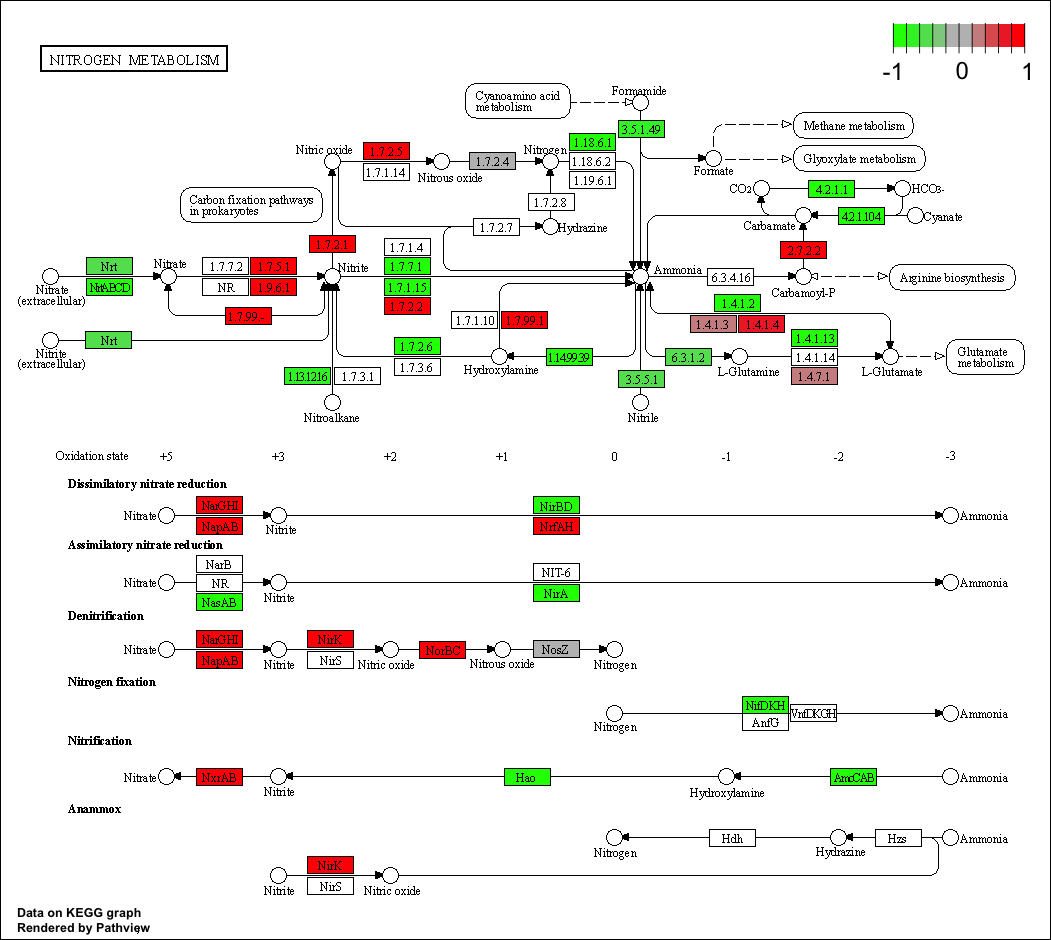 NITROGEN METABOLISM
-1 0 1
Cyanoamino acid
metabolism
Formamide
3.5.1.49
Methane metabolism
Glyoxylate metabolism
Formate
Nitric oxide
1.7.2.5
1.7.1.14
Nitrous oxide
1.7.2.4
Nitrogen
1.18.6.1
1.18.6.2
1.19.6.1
CO2
4.2.1.1
HCO3-
Carbon fixation pathways
in prokaryotes
1.7.2.8
1.7.2.7
Hydrazine
Carbamate
4.2.1.104
Cyanate
1.7.2.1
2.7.2.2
Nrt
NrtABCD
Nitrate
(extracellular)
Nitrate
1.7.7.2
NR
1.7.5.1
1.9.6.1
Nitrite
1.7.1.4
1.7.7.1
1.7.1.15
1.7.2.2
Ammonia
6.3.4.16
Carbamoyl-P
Arginine biosynthesis
1.7.99.-
1.7.1.10
1.7.99.1
1.4.1.2
1.4.1.3
1.4.1.4
Nrt
Nitrite
(extracellular)
1.7.2.6
1.7.3.6
Hydroxylamine
1.14.99.39
6.3.1.2
L-Glutamine
1.4.1.13
1.4.1.14
1.4.7.1
L-Glutamate
Glutamate
metabolism
1.13.12.16
1.7.3.1
3.5.5.1
Nitroalkane
Nitrile
Oxidation state +5 +3 +2 +1 0 -1 -2 -3
Dissimilatory nitrate reduction
NarGHI
NapAB
NirBD
NrfAH
Nitrate Nitrite Ammonia
Assimilatory nitrate reduction
NarB
NR
NasAB
NIT-6
NirA
Nitrate Nitrite Ammonia
Denitrification
NarGHI
NapAB
NirK
NirS
NorBC
NosZ
Nitrate Nitrite Nitric oxide Nitrous oxide Nitrogen
Nitrogen fixation
NifDKH
AnfG
VnfDKGH
Nitrogen Ammonia
Nitrification
Nitrate NxrAB Nitrite Hao Hydroxylamine AmoCAB Ammonia
Anammox
Nitrogen Hdh Hydrazine Hzs Ammonia
NirK
NirS
Nitrite Nitric oxide
Data on KEGG graph
Rendered by Pathview